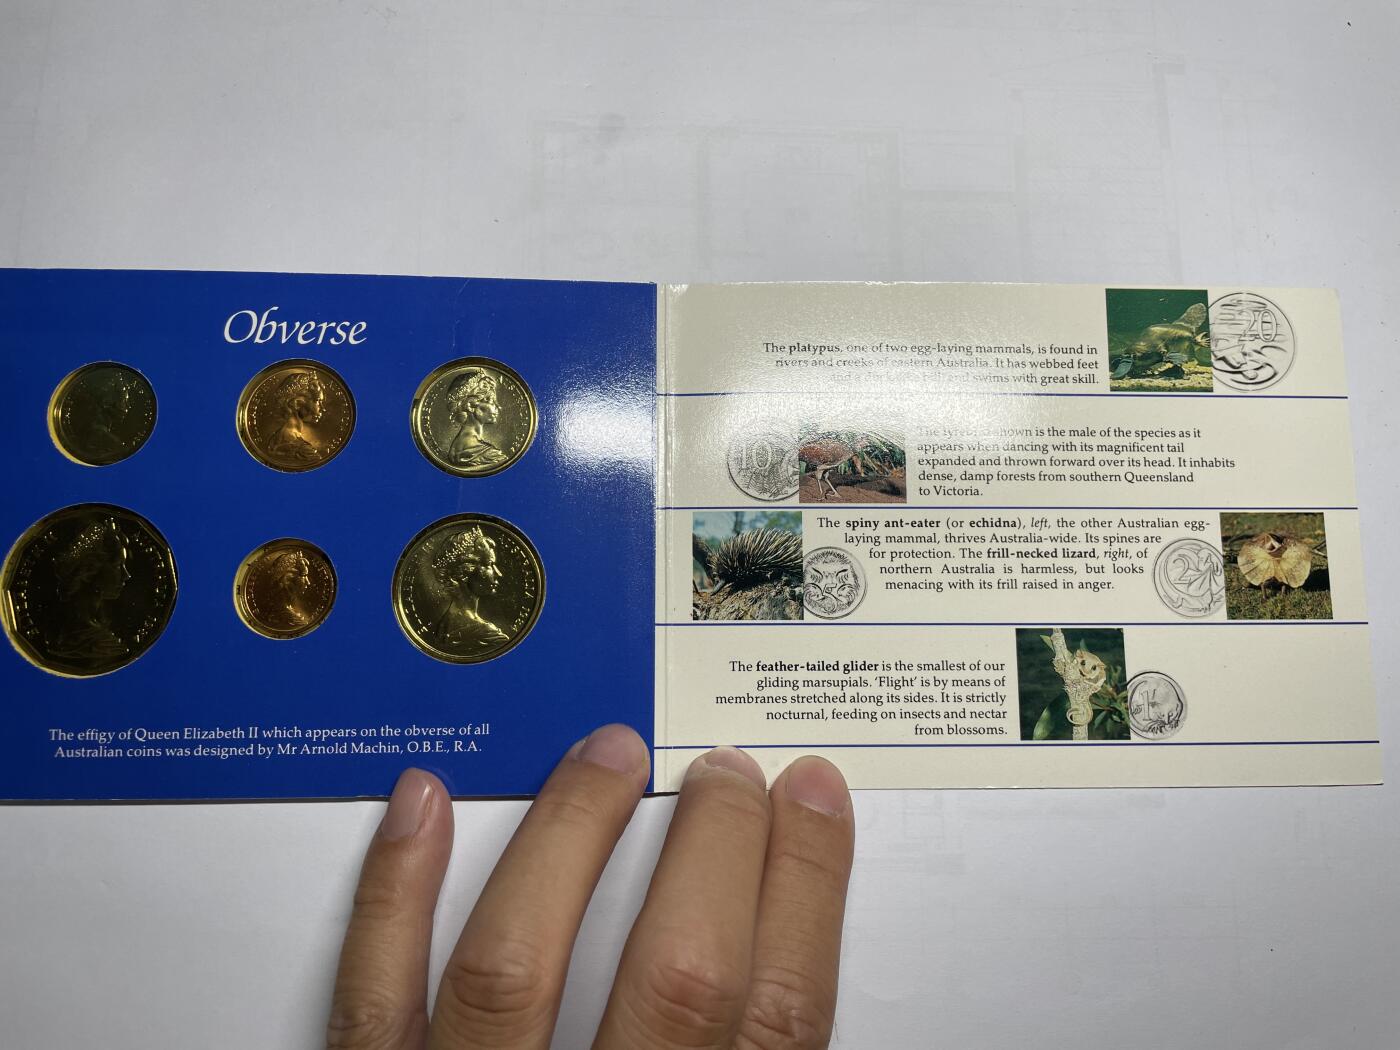 Obverse
ELIZABETH II AUSTRALIA 1984
The effigy of Queen Elizabeth II which appears on the obverse of all
Australian coins was designed by Mr Arnold Machin, O.B.E., R.A.
20
The platypus, one of two egg-laying mammals, is found in
rivers and creeks of eastern Australia. It has webbed feet
and swims with great skill.
10
The shown is the male of the species as it
appears when dancing with its magnificent tail
expanded and thrown forward over its head. It inhabits
dense, damp forests from southern Queensland
to Victoria.
The spiny ant-eater (or echidna), left, the other Australian egg-
laying mammal, thrives Australia-wide. Its spines are
for protection. The frill-necked lizard, right, of
northern Australia is harmless, but looks
menacing with its frill raised in anger.
5
2
The feather-tailed glider is the smallest of our
gliding marsupials. 'Flight' is by means of
membranes stretched along its sides. It is strictly
nocturnal, feeding on insects and nectar
from blossoms.
1